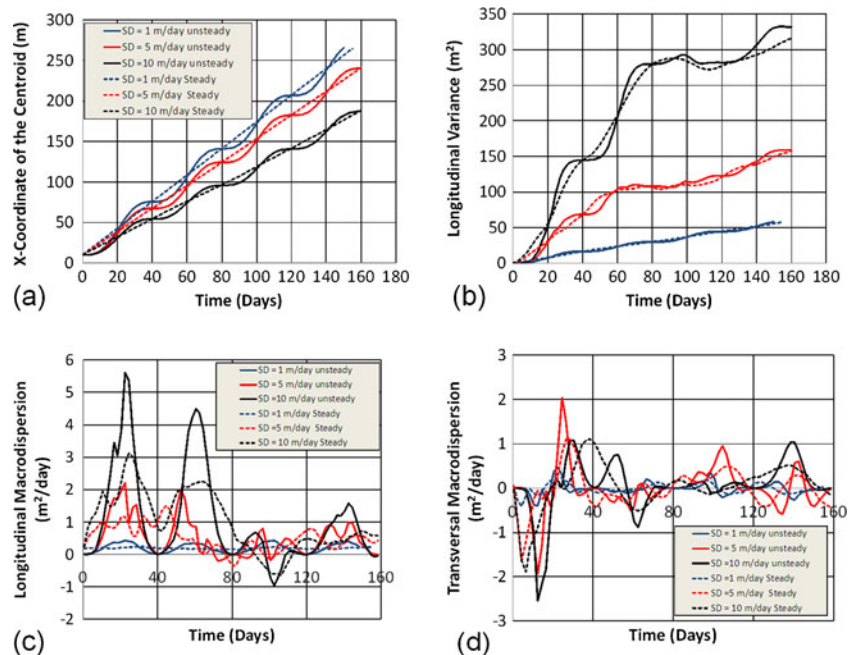 X-Coordinate of the Centroid (m)
300
250
200
150
100
50
0
SD = 1 m/day unsteady
SD = 5 m/day unsteady
SD =10 m/day unsteady
SD =1 m/day Steady
SD =5 m/day Steady
SD = 10 m/day Steady
0 20 40 60 80 100 120 140 160 180
Time (Days)
(a)
Longitudinal Variance (m²)
350
300
250
200
150
100
50
0
0 20 40 60 80 100 120 140 160 180
Time (Days)
(b)
Longitudinal Macrodispersion
(m²/day)
6
5
4
3
2
1
0
-1
-2
SD = 1 m/day unsteady
SD = 5 m/day unsteady
SD =10 m/day unsteady
SD =1 m/day Steady
SD =5 m/day Steady
SD = 10 m/day Steady
0 40 80 120 160
Time (Days)
(c)
Transversal Macrodispersion
(m²/day)
3
2
1
0
-1
-2
-3
0 40 80 120 160
SD = 1 m/day unsteady
SD = 5 m/day unsteady
SD =10 m/day unsteady
SD =1 m/day Steady
SD =5 m/day Steady
SD = 10 m/day Steady
Time (Days)
(d)